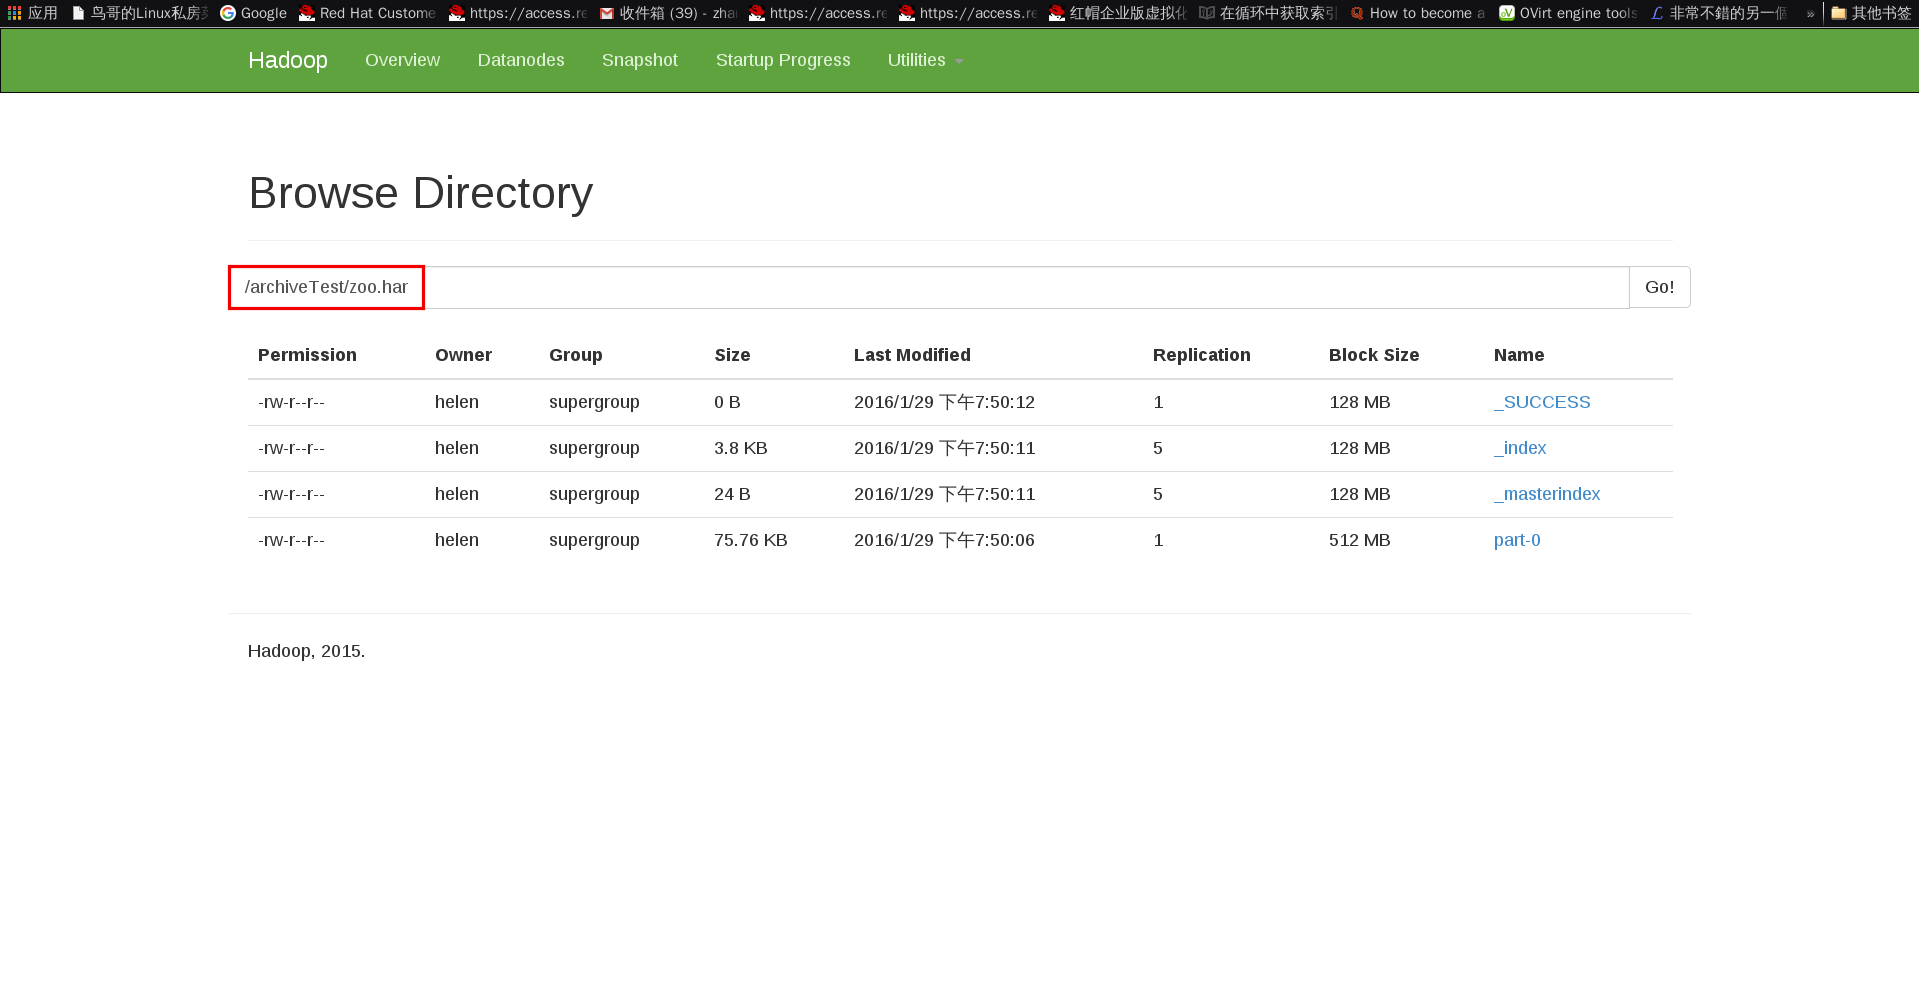 应用 鸟哥的Linux私房 Google Red Hat Custome https://access.re 收件箱 (39) - zha https://access.re https://access.re 红帽企业版虚拟化 在循环中获取索引 How to become a OVirt engine tools 非常不錯的另一個 » 其他书签
Hadoop Overview Datanodes Snapshot Startup Progress Utilities
Browse Directory
/archiveTest/zoo.har Go!
Permission Owner Group Size Last Modified Replication Block Size Name
-rw-r--r-- helen supergroup 0 B 2016/1/29 下午7:50:12 1 128 MB _SUCCESS
-rw-r--r-- helen supergroup 3.8 KB 2016/1/29 下午7:50:11 5 128 MB _index
-rw-r--r-- helen supergroup 24 B 2016/1/29 下午7:50:11 5 128 MB _masterindex
-rw-r--r-- helen supergroup 75.76 KB 2016/1/29 下午7:50:06 1 512 MB part-0
Hadoop, 2015.